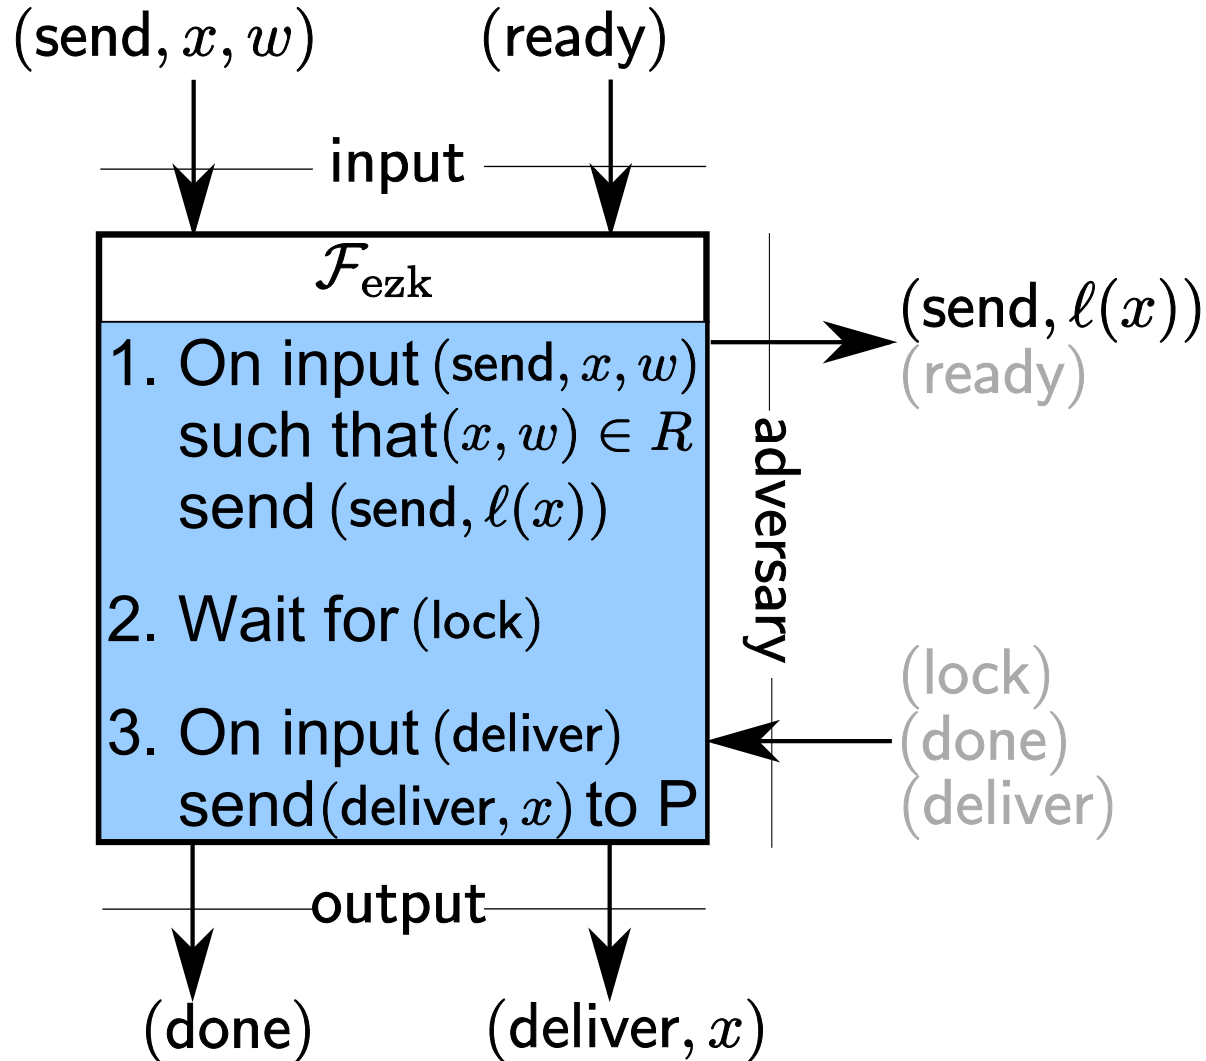 (send, x, w) (ready)
input
ℱezk
(send, ℓ(x))
(ready)
1. On input (send, x, w)
such that (x, w) ∈ R
send (send, ℓ(x))
adversary
2. Wait for (lock)
(lock)
3. On input (deliver)
(done)
send (deliver, x) to P
(deliver)
output
(done) (deliver, x)